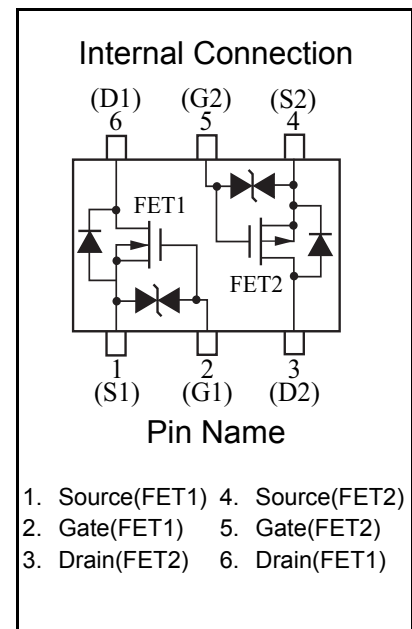 Internal Connection
(D1) (G2) (S2)
6 5 4
FET1
FET2
1 2 3
(S1) (G1) (D2)
Pin Name
1. Source(FET1) 4. Source(FET2)
2. Gate(FET1) 5. Gate(FET2)
3. Drain(FET2) 6. Drain(FET1)